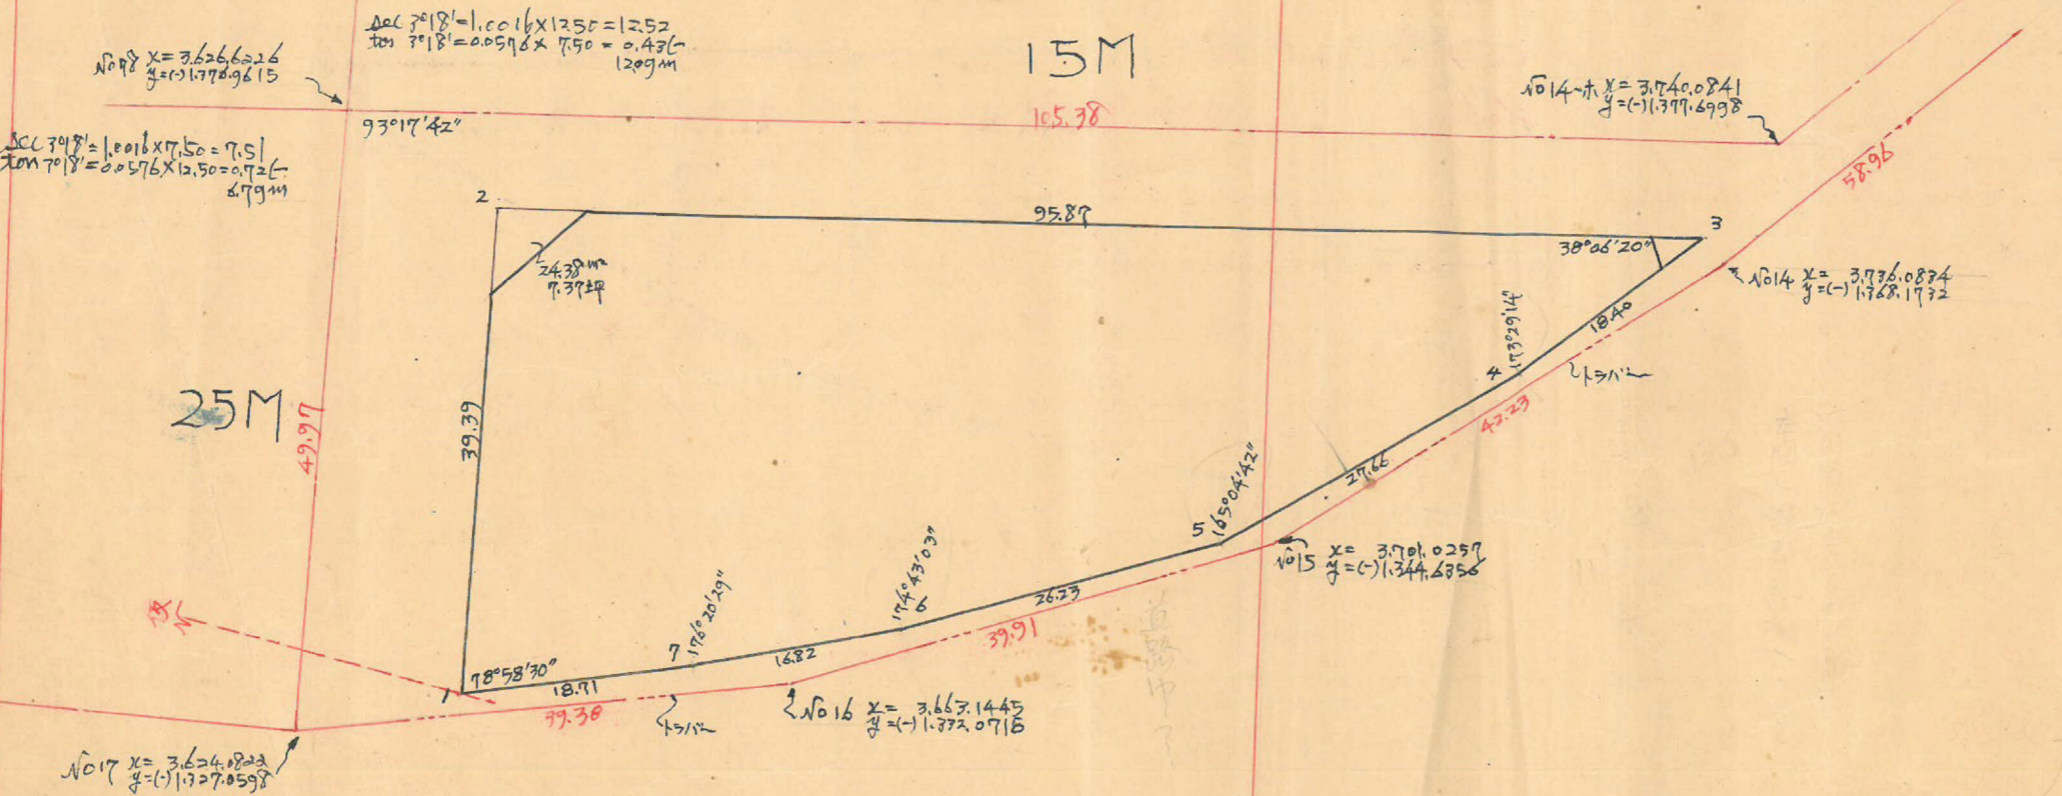 sec 3°18'=1.0016×12.50=12.52
tan 3°18'=0.0576×7.50=0.43(-
12.09m
15M
x=3.626.6226
y=(-)1.376.9615
No14-ホ x=3.740.0841
y=(-)1.377.6998
93°17'42"
105.38
sec 3°18'=1.0016×7.50=7.51
tan 3°18'=0.0576×12.50=0.72(-
6.79m
58.96
2
95.87
3
38°06'20"
24.38m²
7.37坪
No14 x= 3.736.0834
y=(-)1.368.1732
173°29'14"
18.40
4
トラバー
25M
49.97
39.39
42.23
27.66
5
165°04'42"
No15 x= 3.701.0257
y=(-)1.344.6356
174°43'03"
6
26.23
39.91
7
176°20'29"
16.82
78°58'30"
1
18.71
39.38
トラバー
No16 x= 3.663.1445
y=(-)1.332.0718
No17 x= 3.624.0822
y=(-)1.327.0598